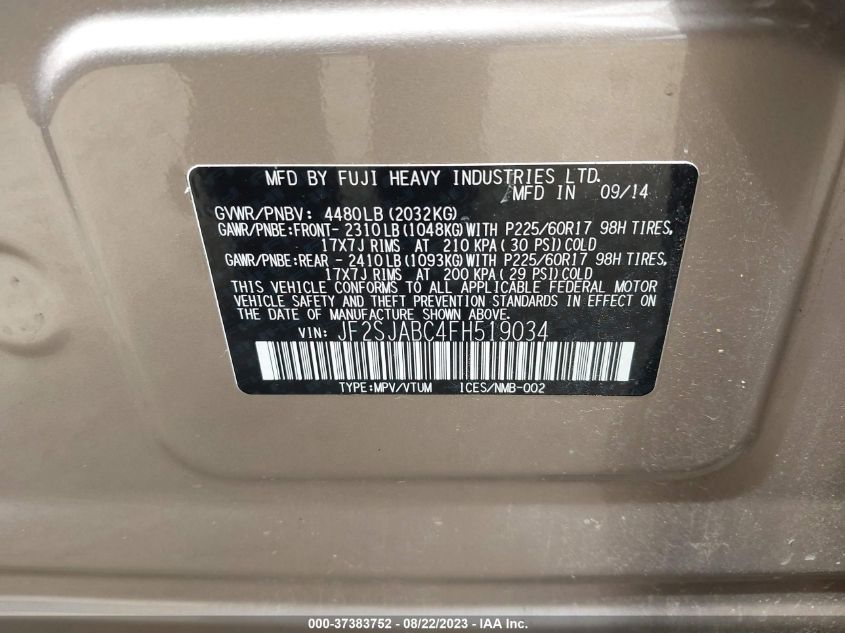 MFD BY FUJI HEAVY INDUSTRIES LTD.
MFD IN 09/14
GVWR/PNBV: 4480LB (2032KG)
GAWR/PNBE:FRONT- 2310LB (1048KG) WITH P225/60R17 98H TIRES,
17X7J RIMS AT 210 KPA (30 PSI) COLD
GAWR/PNBE:REAR - 2410LB (1093KG) WITH P225/60R17 98H TIRES,
17X7J RIMS AT 200 KPA (29 PSI) COLD
THIS VEHICLE CONFORMS TO ALL APPLICABLE FEDERAL MOTOR
VEHICLE SAFETY AND THEFT PREVENTION STANDARDS IN EFFECT ON
THE DATE OF MANUFACTURE SHOWN ABOVE.
VIN: JF2SJABC4FH519034
TYPE:MPV/VTUM ICES/NMB-002
000-37383752 - 08/22/2023 - IAA Inc.